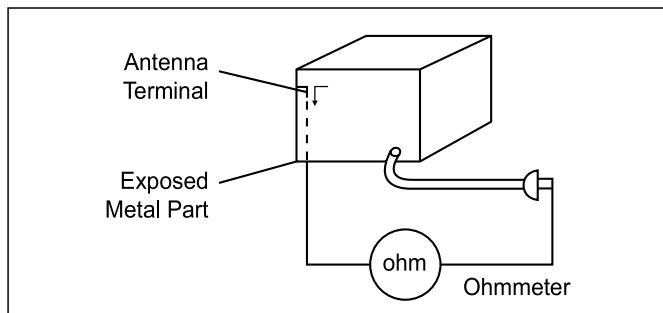 Antenna
Terminal
Exposed
Metal Part
ohm
Ohmmeter